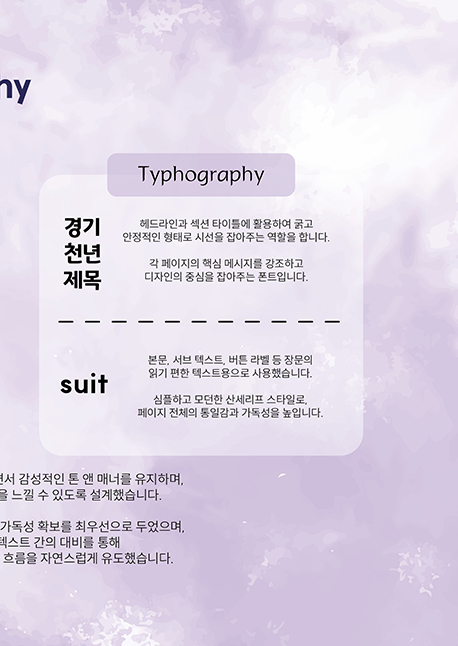 hy
Typhography
경기
천년
제목
헤드라인과 섹션 타이틀에 활용하여 굵고
안정적인 형태로 시선을 잡아주는 역할을 합니다.
각 페이지의 핵심 메시지를 강조하고
디자인의 중심을 잡아주는 폰트입니다.
suit
본문, 서브 텍스트, 버튼 라벨 등 장문의
읽기 편한 텍스트용으로 사용했습니다.
심플하고 모던한 산세리프 스타일로,
페이지 전체의 통일감과 가독성을 높입니다.
면서 감성적인 톤 앤 매너를 유지하며,
을 느낄 수 있도록 설계했습니다.
가독성 확보를 최우선으로 두었으며,
텍스트 간의 대비를 통해
흐름을 자연스럽게 유도했습니다.